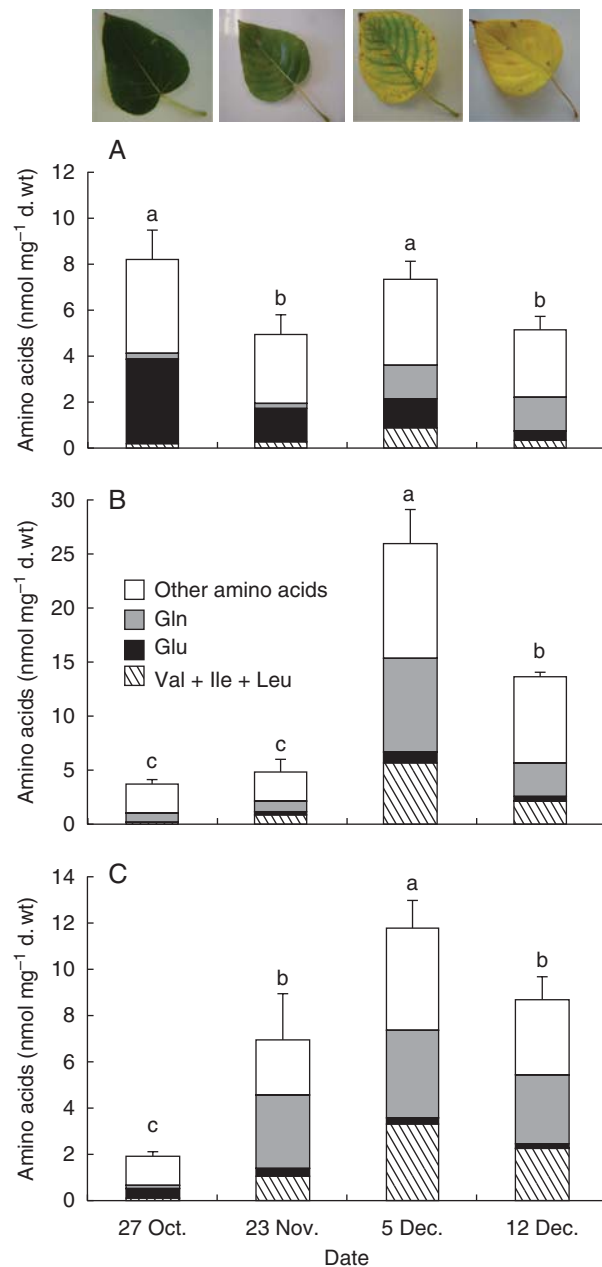 A
12
10
8
6
4
2
0
Amino acids (nmol mg⁻¹ d. wt)
a
b
a
b
B
30
25
20
15
10
5
0
Amino acids (nmol mg⁻¹ d. wt)
Other amino acids
Gln
Glu
Val + Ile + Leu
c
c
a
b
C
14
12
10
8
6
4
2
0
Amino acids (nmol mg⁻¹ d. wt)
c
b
a
b
27 Oct.
23 Nov.
5 Dec.
12 Dec.
Date